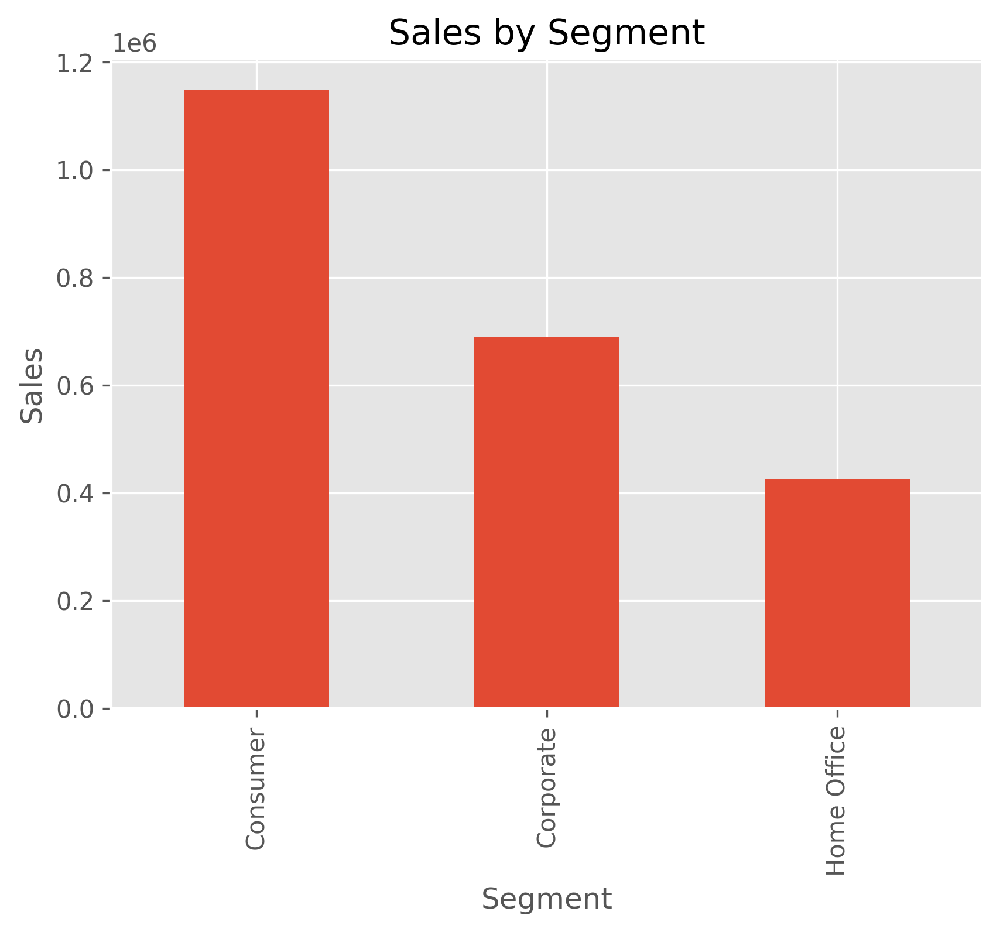 Sales by Segment
1e6
1.2
1.0
0.8
0.6
0.4
0.2
0.0
Sales
Consumer
Corporate
Home Office
Segment